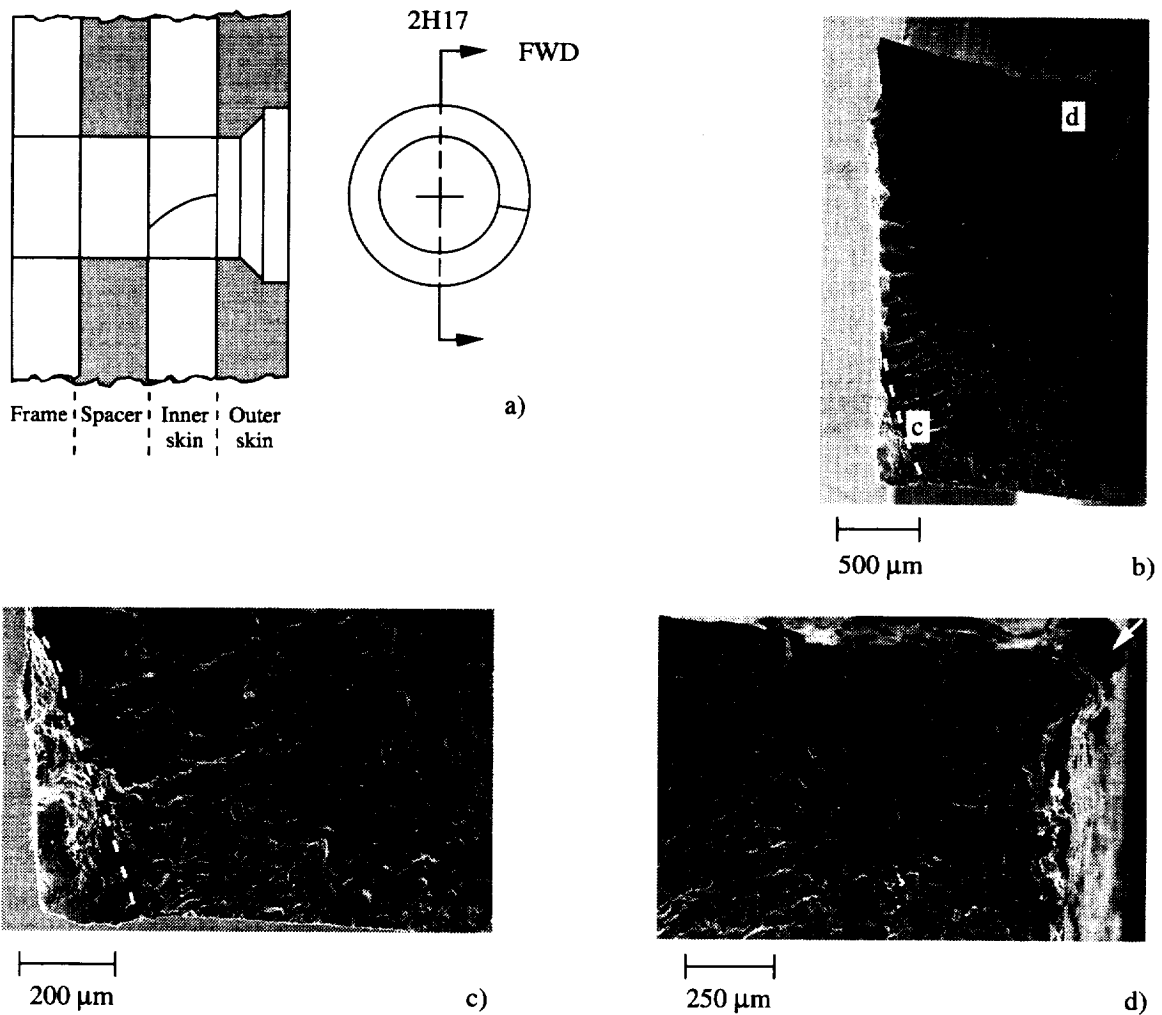 2H17
FWD
Frame
Spacer
Inner
skin
Outer
skin
a)
d
c
500 μm
b)
200 μm
c)
250 μm
d)